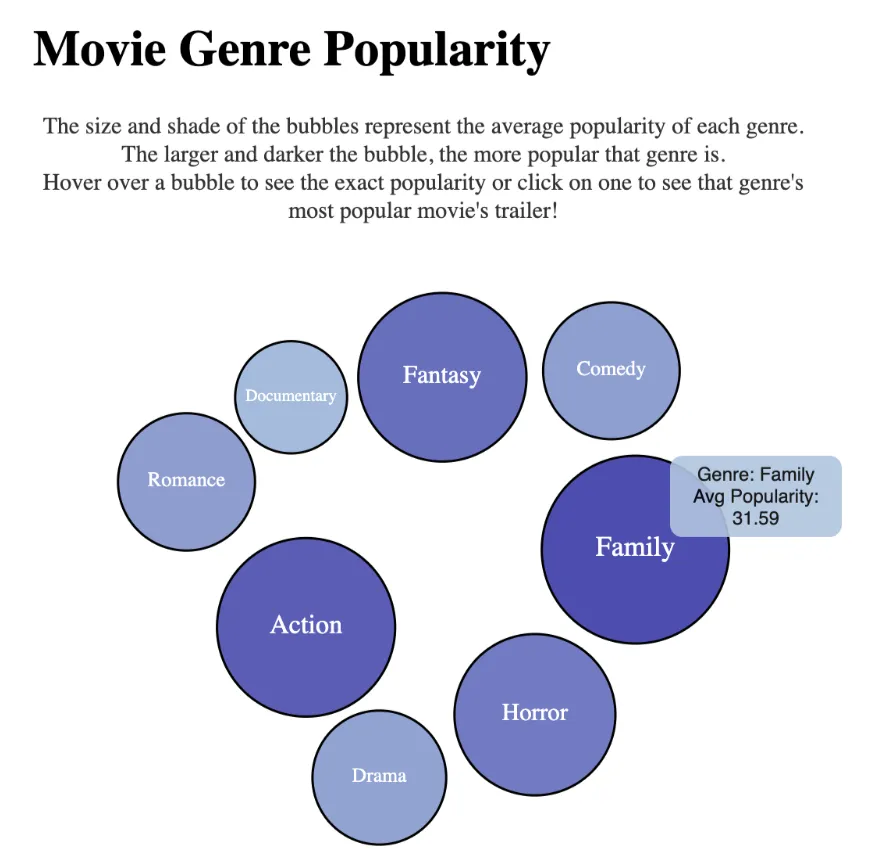 Movie Genre Popularity
The size and shade of the bubbles represent the average popularity of each genre.
The larger and darker the bubble, the more popular that genre is.
Hover over a bubble to see the exact popularity or click on one to see that genre's
most popular movie's trailer!
Fantasy
Comedy
Documentary
Romance
Genre: Family
Avg Popularity:
31.59
Family
Action
Horror
Drama